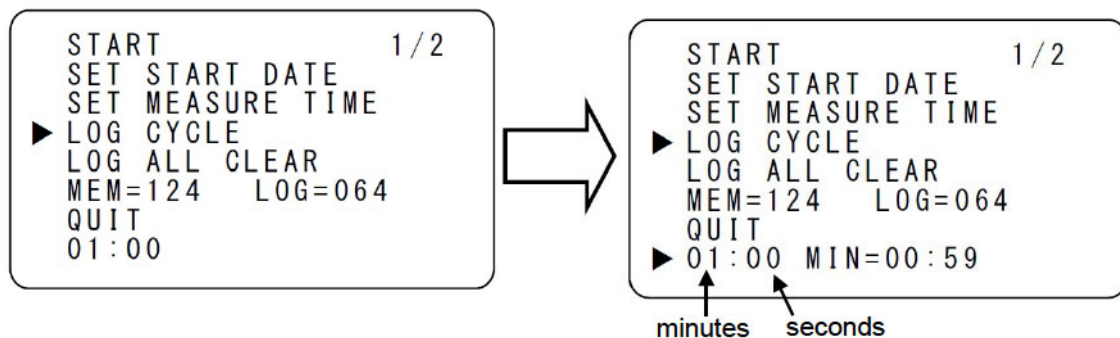 START 1/2
SET START DATE
SET MEASURE TIME
▶ LOG CYCLE
LOG ALL CLEAR
MEM=124 LOG=064
QUIT
01:00
START 1/2
SET START DATE
SET MEASURE TIME
▶ LOG CYCLE
LOG ALL CLEAR
MEM=124 LOG=064
QUIT
▶ 01:00 MIN=00:59
minutes seconds